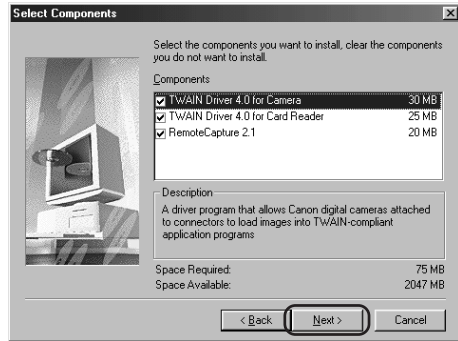 Select Components
Select the components you want to install, clear the components
you do not want to install.
Components
TWAIN Driver 4.0 for Camera 30 MB
TWAIN Driver 4.0 for Card Reader 25 MB
RemoteCapture 2.1 20 MB
Description
A driver program that allows Canon digital cameras attached
to connectors to load images into TWAIN-compliant
application programs
Space Required: 75 MB
Space Available: 2047 MB
< Back Next > Cancel